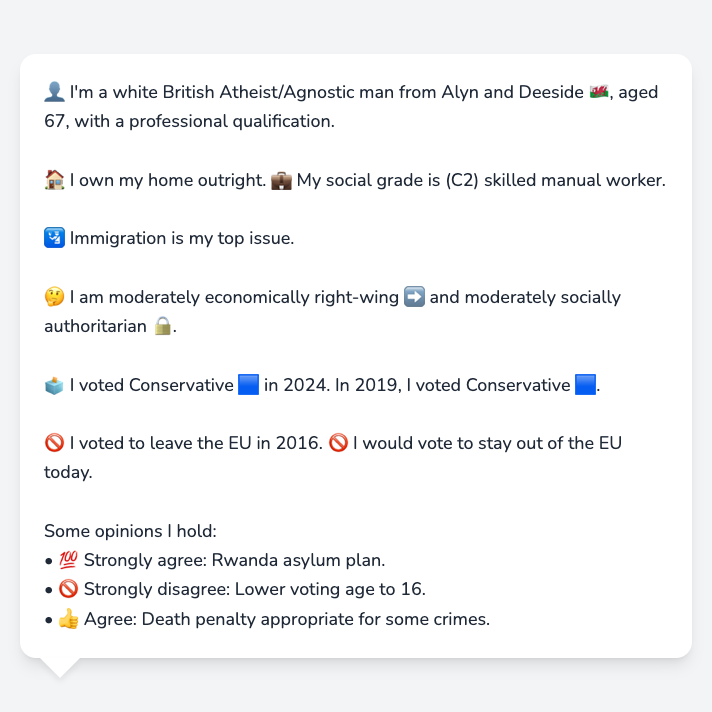 👤 I'm a white British Atheist/Agnostic man from Alyn and Deeside 🏴󠁧󠁢󠁷󠁬󠁳󠁿, aged
67, with a professional qualification.
🏠 I own my home outright. 💼 My social grade is (C2) skilled manual worker.
🛂 Immigration is my top issue.
🤔 I am moderately economically right-wing ➡️ and moderately socially
authoritarian 🔒.
🗳️ I voted Conservative 🟦 in 2024. In 2019, I voted Conservative 🟦.
🚫 I voted to leave the EU in 2016. 🚫 I would vote to stay out of the EU
today.
Some opinions I hold:
• 💯 Strongly agree: Rwanda asylum plan.
• 🚫 Strongly disagree: Lower voting age to 16.
• 👍 Agree: Death penalty appropriate for some crimes.